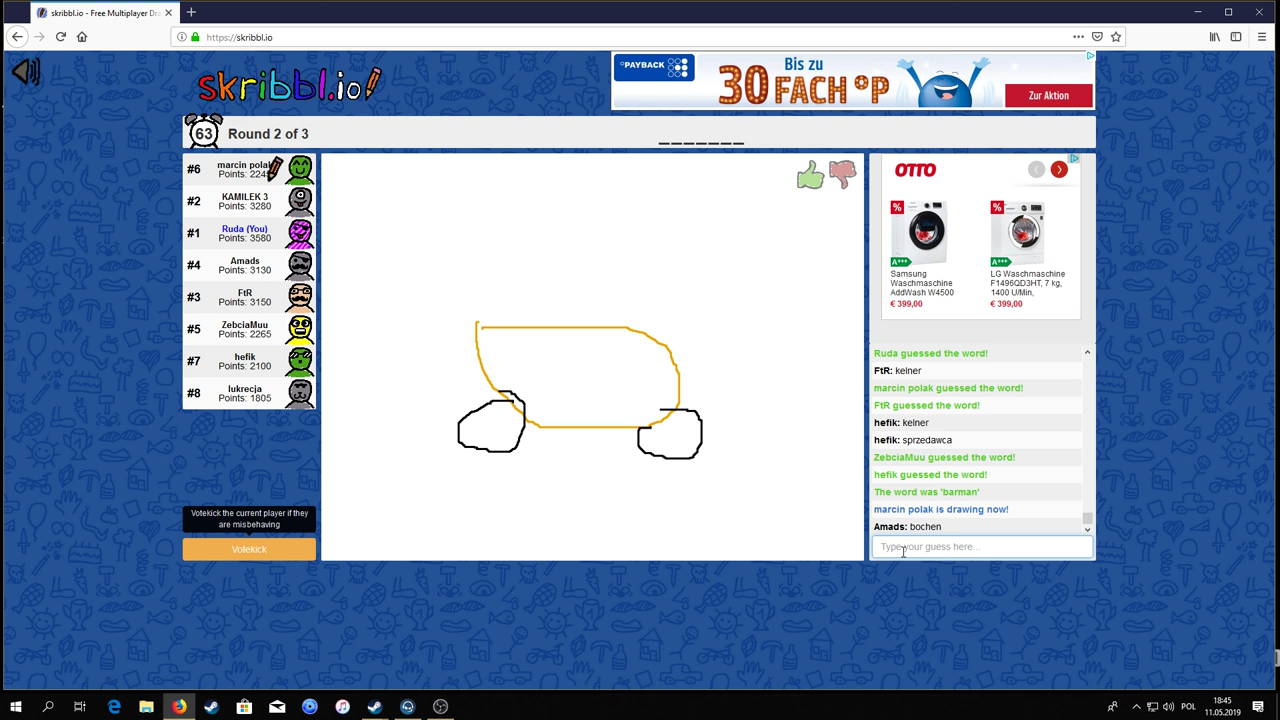 skribbl.io - Free Multiplayer Dra
https://skribbl.io
skribbl.io
°PAYBACK
Bis zu
30 FACH °P
Zur Aktion
63
Round 2 of 3
_______
#6
marcin polak
#2
KAMILEK 3
Points: 3280
#1
Ruda (You)
Points: 3580
#4
Amads
Points: 3130
#3
FtR
Points: 3150
#5
ZebciaMuu
Points: 2265
#7
hefik
Points: 2100
#8
lukrecja
Points: 1805
Votekick the current player if they
are misbehaving
Votekick
OTTO
%
%
A+++
A+++
Samsung
Waschmaschine
AddWash W4500
€ 399,00
LG Waschmaschine
F1496QD3HT, 7 kg,
1400 U/Min,
€ 399,00
Ruda guessed the word!
FtR: kelner
marcin polak guessed the word!
FtR guessed the word!
hefik: kelner
hefik: sprzedawca
ZebciaMuu guessed the word!
hefik guessed the word!
The word was 'barman'
marcin polak is drawing now!
Amads: bochen
Type your guess here...
POL
18:45
11.05.2019